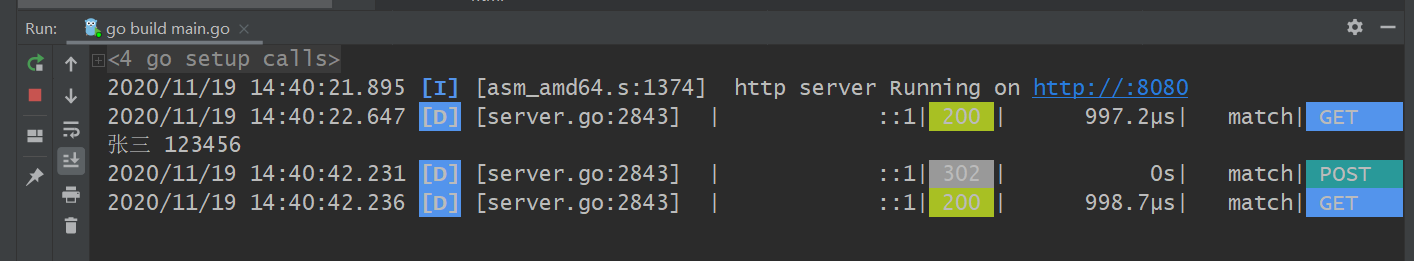 Run: go build main.go
<4 go setup calls>
2020/11/19 14:40:21.895 [I] [asm_amd64.s:1374] http server Running on http://:8080
2020/11/19 14:40:22.647 [D] [server.go:2843] | ::1| 200 | 997.2µs| match| GET
张三 123456
2020/11/19 14:40:42.231 [D] [server.go:2843] | ::1| 302 | 0s| match| POST
2020/11/19 14:40:42.236 [D] [server.go:2843] | ::1| 200 | 998.7µs| match| GET